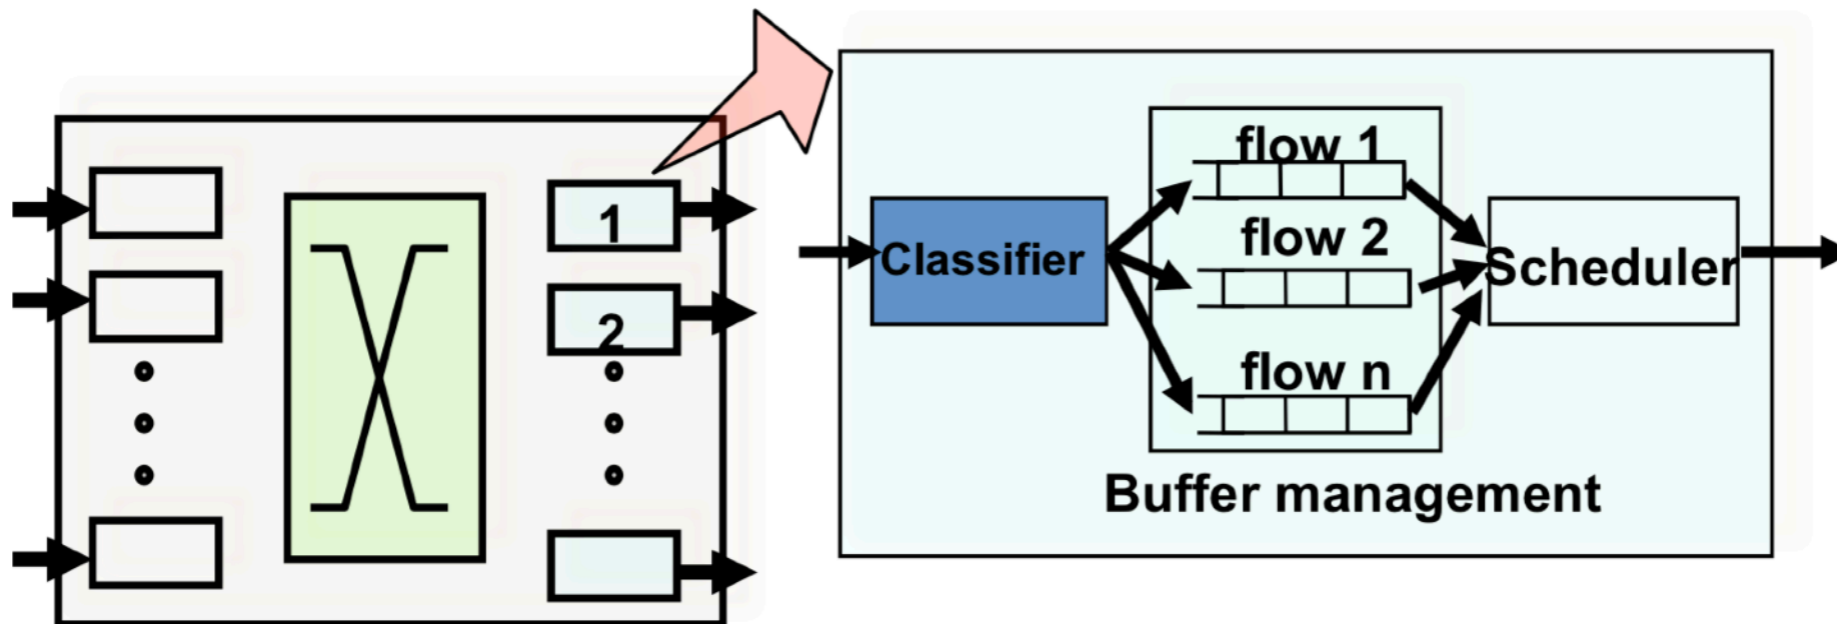 1
2
Classifier
flow 1
flow 2
flow n
Scheduler
Buffer management